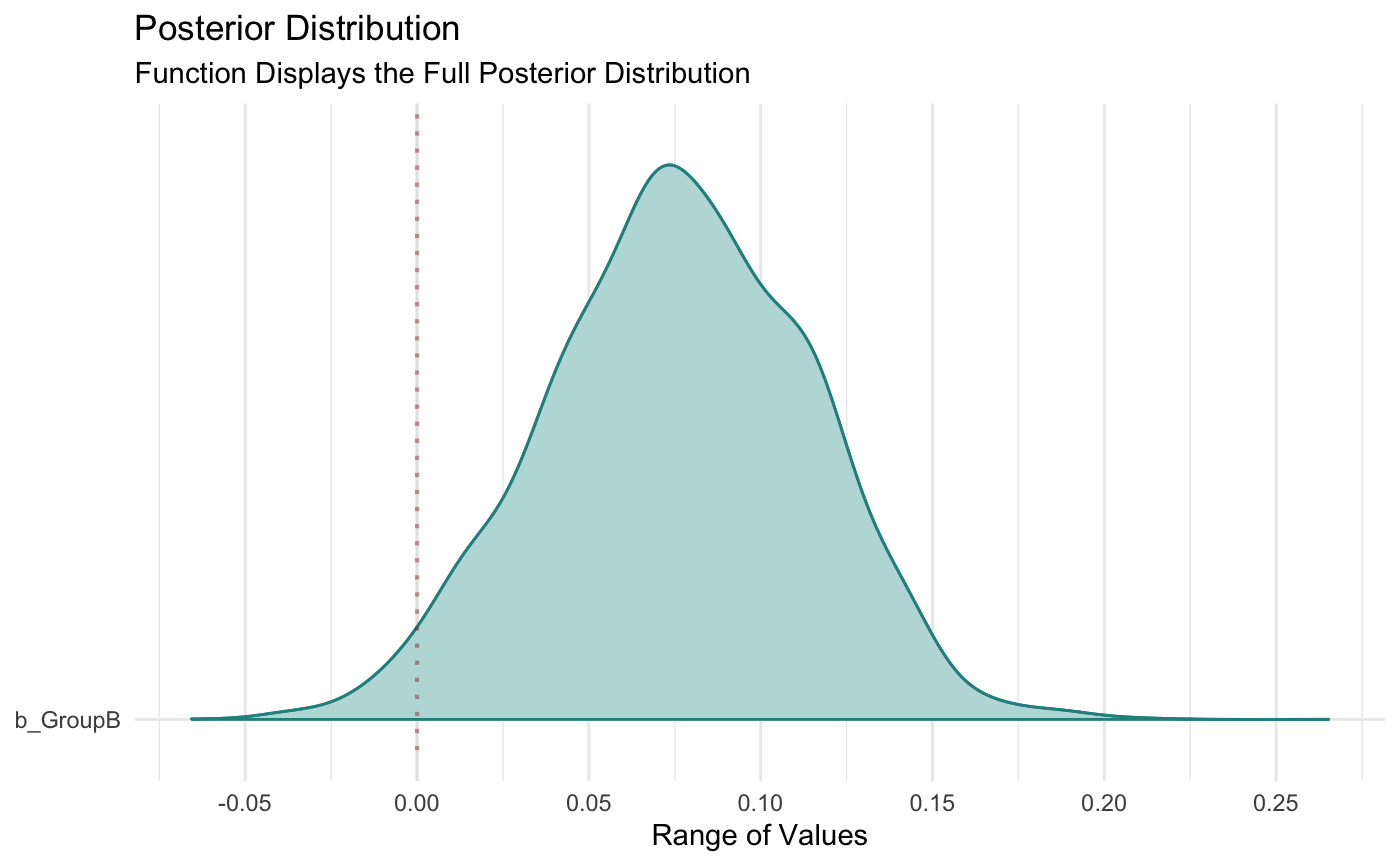 Posterior Distribution
Function Displays the Full Posterior Distribution
b_GroupB
-0.05 0.00 0.05 0.10 0.15 0.20 0.25
Range of Values